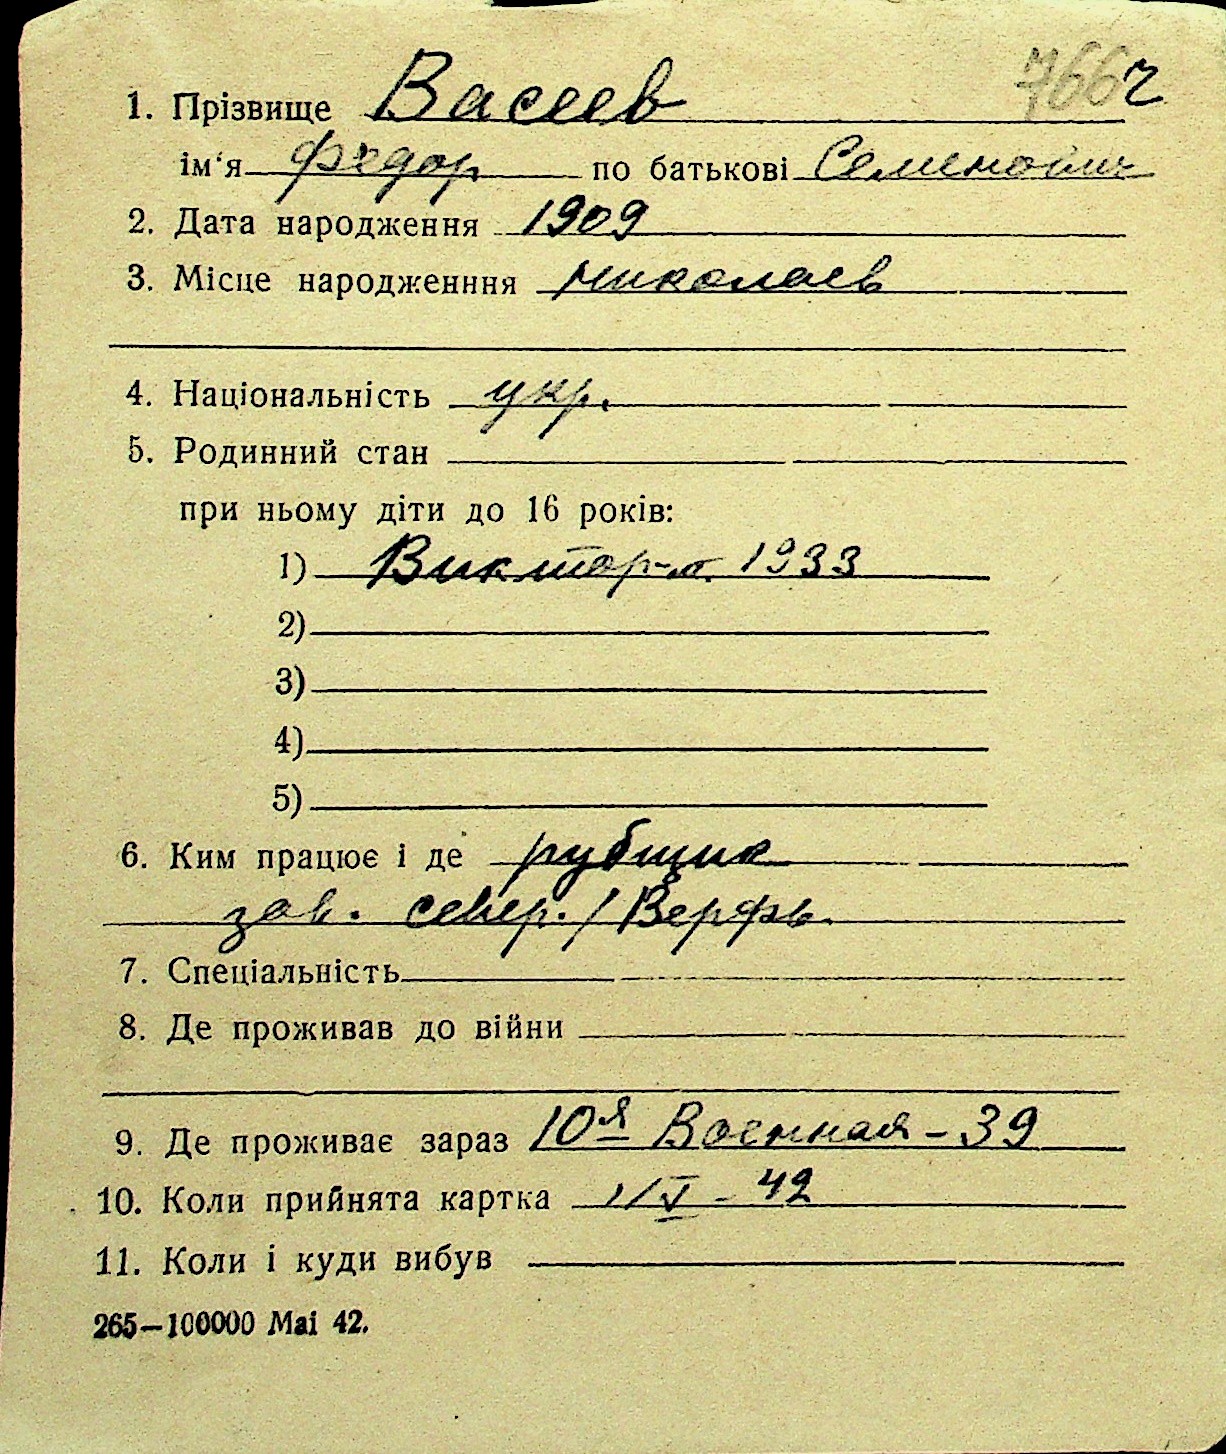 766 ч
1. Прізвище Васеев
ім'я Федор по батькові Семенович
2. Дата народження 1909
3. Місце народженння Николаев
4. Національність укр.
5. Родинний стан
при ньому діти до 16 років:
1) Виктор 1933
2)
3)
4)
5)
6. Ким працює і де рубщик
зав. север. / Верфь.
7. Спеціальність
8. Де проживав до війни
9. Де проживає зараз 10я Военная - 39
10. Коли прийнята картка 1/V - 42
11. Коли і куди вибув
265—100000 Mai 42.